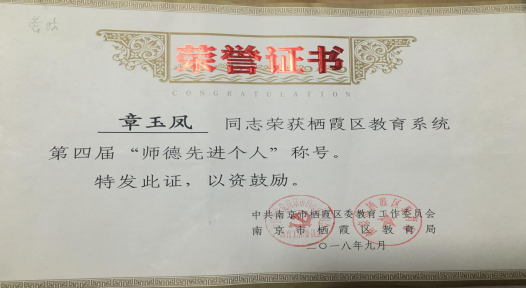 荣誉证书
CONGRATULATION
章玉凤 同志荣获栖霞区教育系统
第四届“师德先进个人”称号。
特发此证，以资鼓励。
中共南京市栖霞区委教育工作委员会
南京市栖霞区教育局
二〇一八年九月